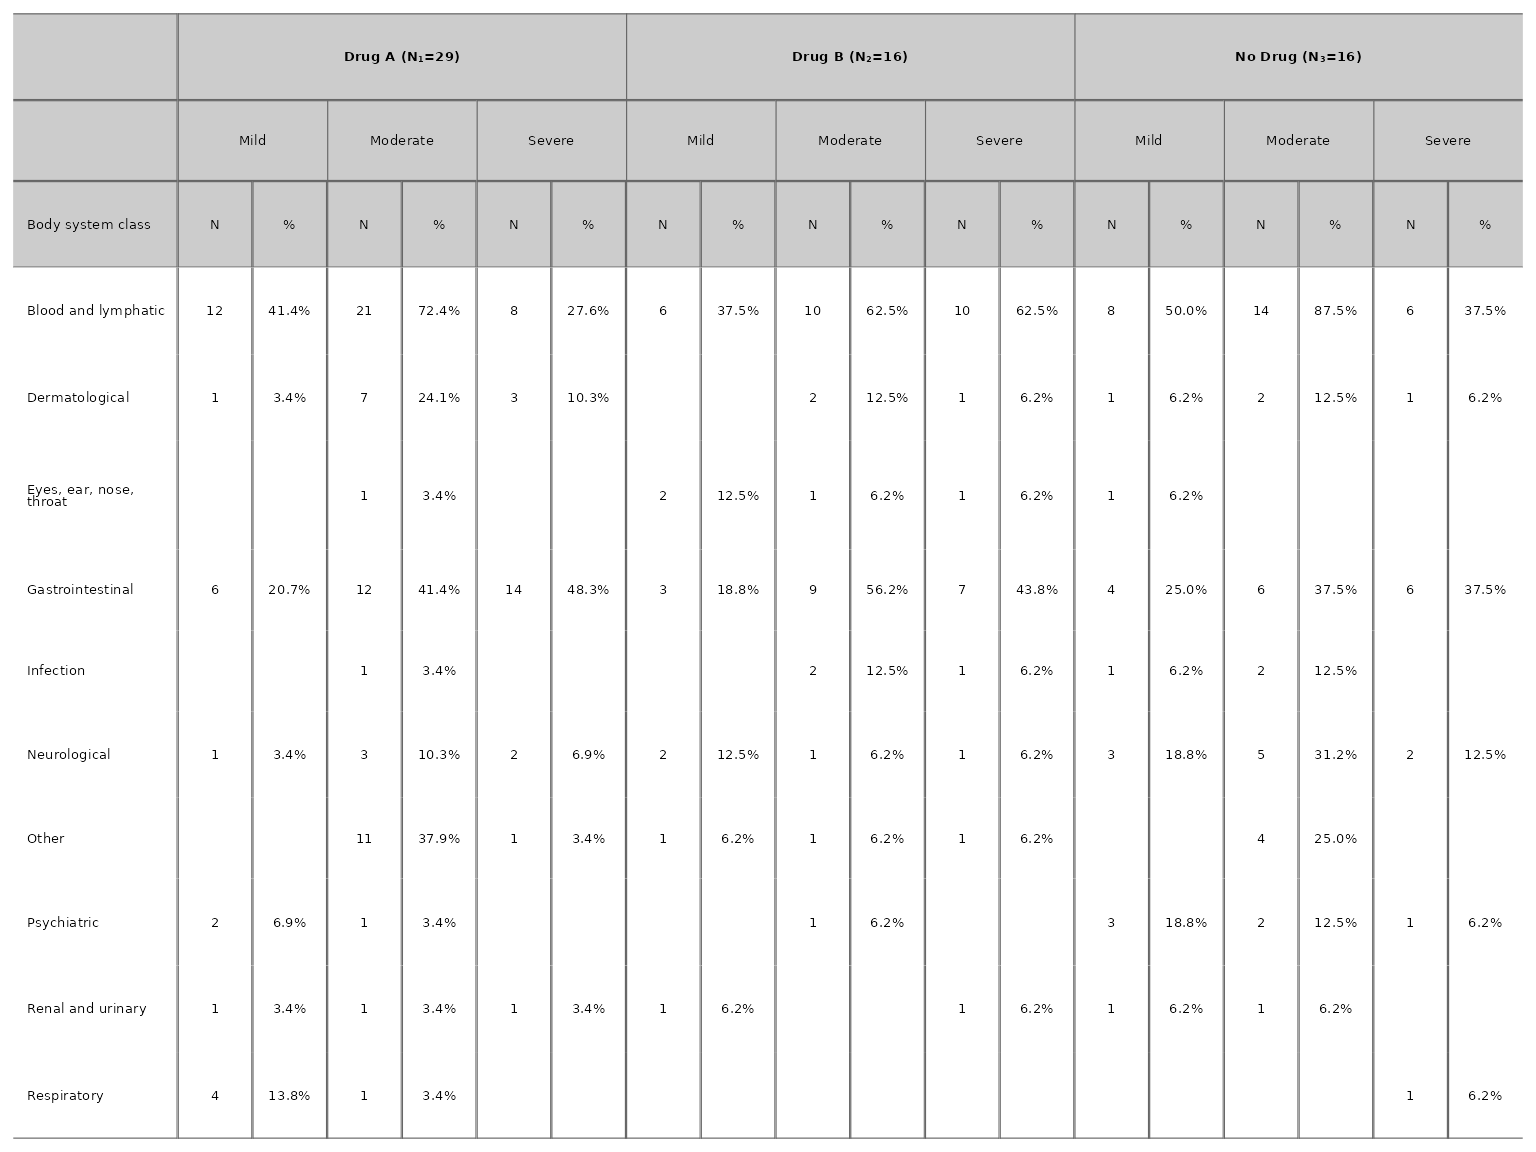 Drug A (N₁=29) Drug B (N₂=16) No Drug (N₃=16)
Mild Moderate Severe Mild Moderate Severe Mild Moderate Severe
Body system class N % N % N % N % N % N % N % N % N %
Blood and lymphatic 12 41.4% 21 72.4% 8 27.6% 6 37.5% 10 62.5% 10 62.5% 8 50.0% 14 87.5% 6 37.5%
Dermatological 1 3.4% 7 24.1% 3 10.3% 2 12.5% 1 6.2% 1 6.2% 2 12.5% 1 6.2%
Eyes, ear, nose,
throat 1 3.4% 2 12.5% 1 6.2% 1 6.2% 1 6.2%
Gastrointestinal 6 20.7% 12 41.4% 14 48.3% 3 18.8% 9 56.2% 7 43.8% 4 25.0% 6 37.5% 6 37.5%
Infection 1 3.4% 2 12.5% 1 6.2% 1 6.2% 2 12.5%
Neurological 1 3.4% 3 10.3% 2 6.9% 2 12.5% 1 6.2% 1 6.2% 3 18.8% 5 31.2% 2 12.5%
Other 11 37.9% 1 3.4% 1 6.2% 1 6.2% 1 6.2% 4 25.0%
Psychiatric 2 6.9% 1 3.4% 1 6.2% 3 18.8% 2 12.5% 1 6.2%
Renal and urinary 1 3.4% 1 3.4% 1 3.4% 1 6.2% 1 6.2% 1 6.2% 1 6.2%
Respiratory 4 13.8% 1 3.4% 1 6.2%